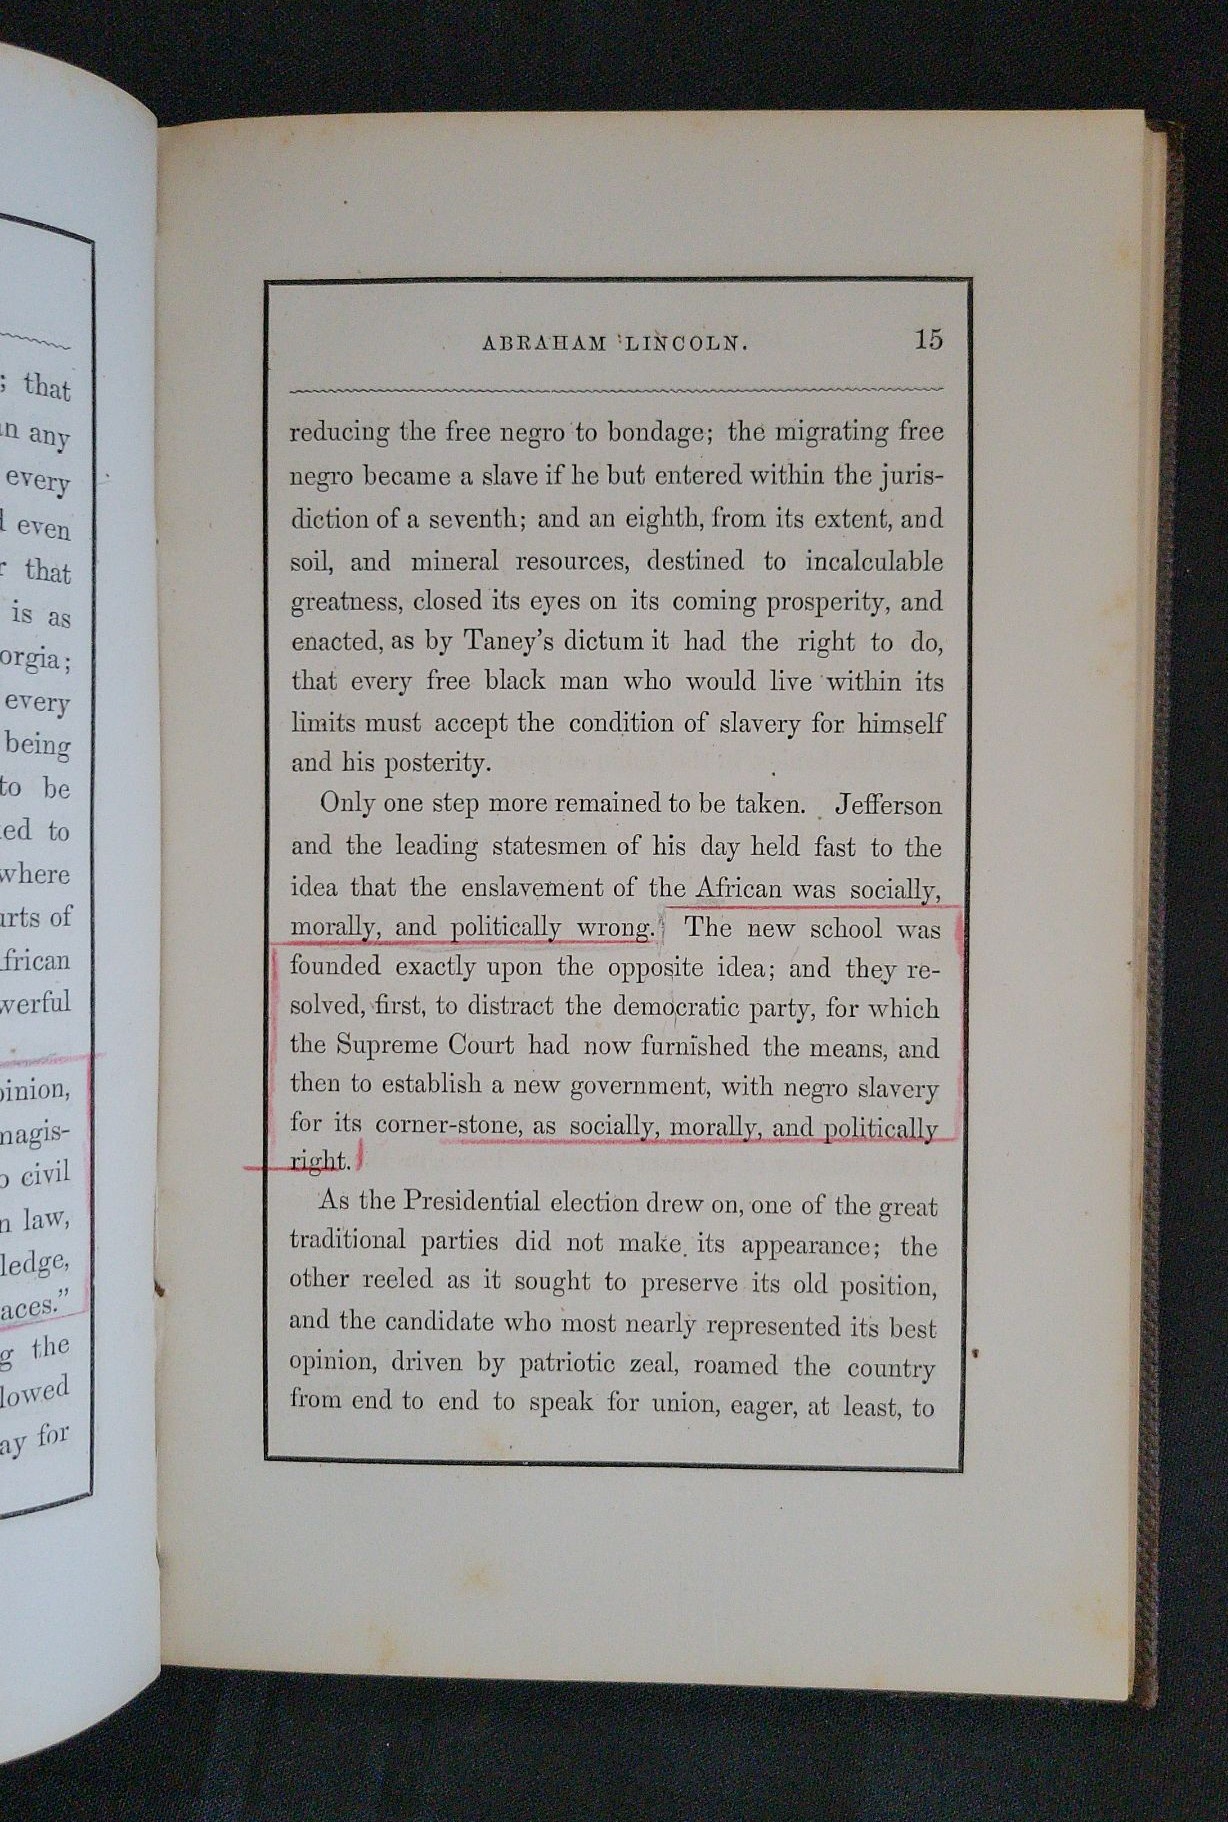 ; that
n any
every
even
that
is as
orgia;
every
being
to be
ed to
where
urts of
frican
werful
pinion,
magis-
civil
n law,
ledge,
aces.”
g the
lowed
ay for
ABRAHAM LINCOLN. 15
reducing the free negro to bondage; the migrating free
negro became a slave if he but entered within the juris-
diction of a seventh; and an eighth, from its extent, and
soil, and mineral resources, destined to incalculable
greatness, closed its eyes on its coming prosperity, and
enacted, as by Taney’s dictum it had the right to do,
that every free black man who would live within its
limits must accept the condition of slavery for himself
and his posterity.
Only one step more remained to be taken. Jefferson
and the leading statesmen of his day held fast to the
idea that the enslavement of the African was socially,
morally, and politically wrong. The new school was
founded exactly upon the opposite idea; and they re-
solved, first, to distract the democratic party, for which
the Supreme Court had now furnished the means, and
then to establish a new government, with negro slavery
for its corner-stone, as socially, morally, and politically
right.
As the Presidential election drew on, one of the great
traditional parties did not make its appearance; the
other reeled as it sought to preserve its old position,
and the candidate who most nearly represented its best
opinion, driven by patriotic zeal, roamed the country
from end to end to speak for union, eager, at least, to